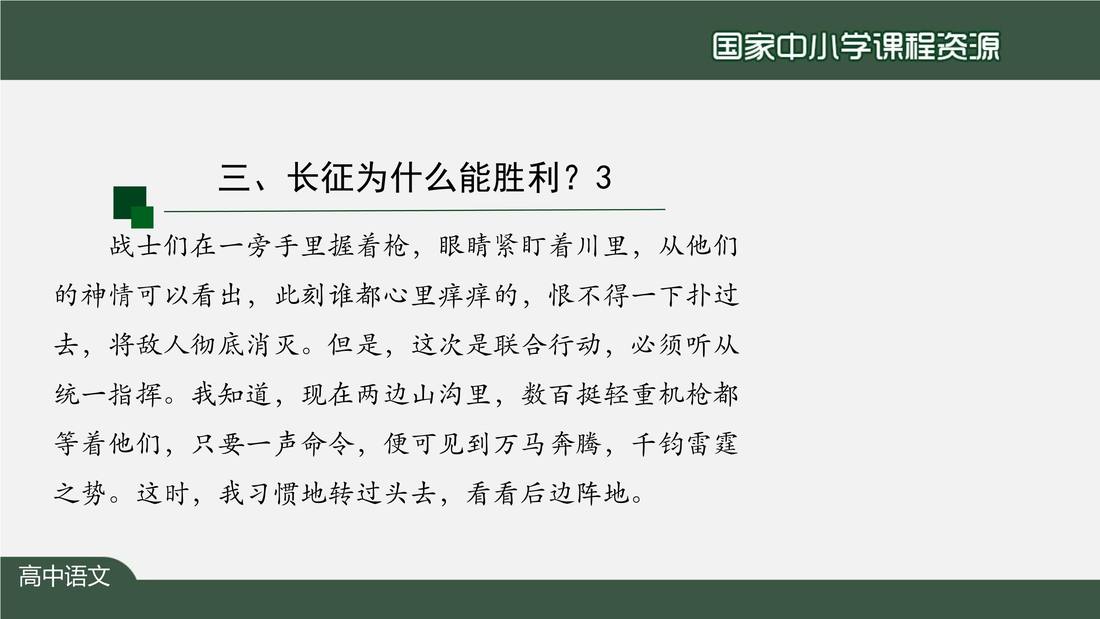 国家中小学课程资源
三、长征为什么能胜利？3
战士们在一旁手里握着枪，眼睛紧盯着川里，从他们
的神情可以看出，此刻谁都心里痒痒的，恨不得一下扑过
去，将敌人彻底消灭。但是，这次是联合行动，必须听从
统一指挥。我知道，现在两边山沟里，数百挺轻重机枪都
等着他们，只要一声命令，便可见到万马奔腾，千钧雷霆
之势。这时，我习惯地转过头去，看看后边阵地。
高中语文